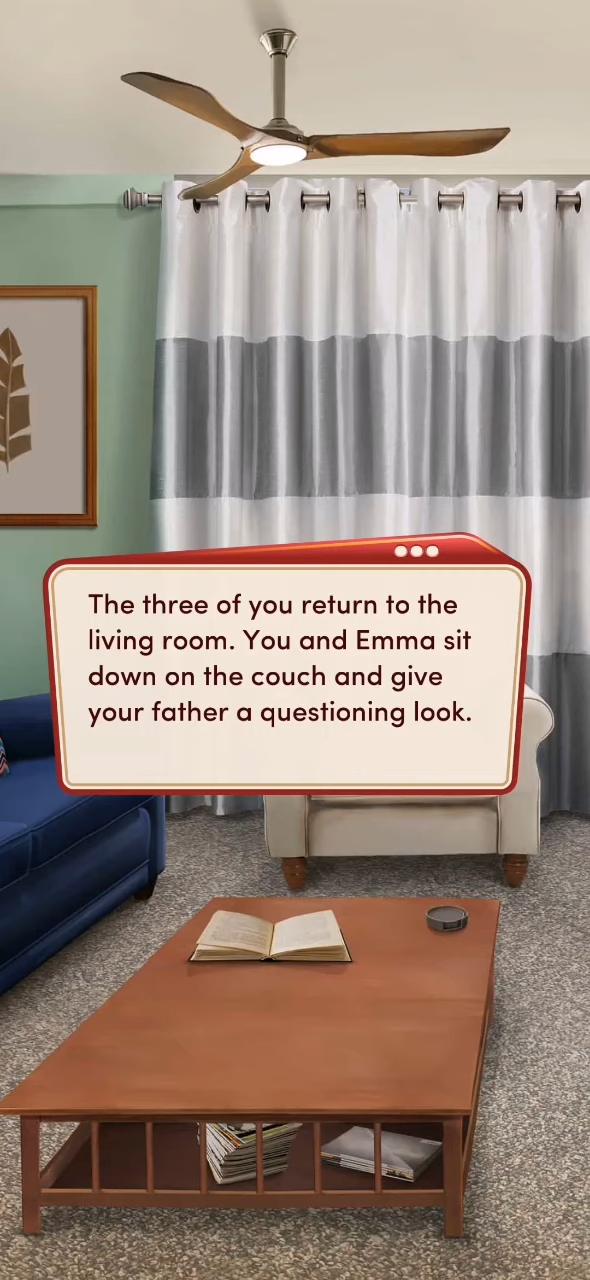 The three of you return to the
living room. You and Emma sit
down on the couch and give
your father a questioning look.